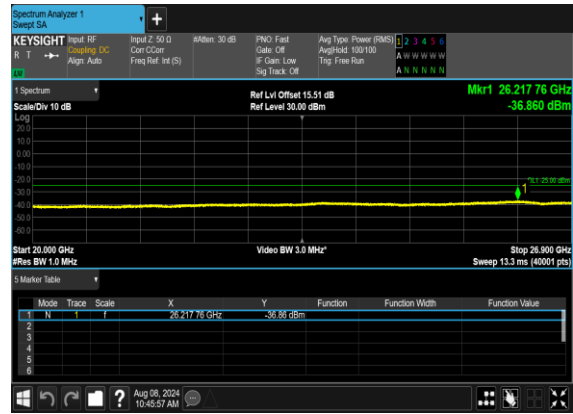 Spectrum Analyzer 1
Swept SA
KEYSIGHT Input: RF Input Z: 50 Ω #Atten: 30 dB PNO: Fast Avg Type: Power (RMS) 1 2 3 4 5 6
R T Coupling: DC Corr CCorr Gate: Off Avg|Hold: 100/100 A W W W W W
Align: Auto Freq Ref: Int (S) IF Gain: Low Trig: Free Run
Sig Track: Off A N N N N N
LXI
1 Spectrum Ref Lvl Offset 15.51 dB Mkr1 26.217 76 GHz
Scale/Div 10 dB Ref Level 30.00 dBm -36.860 dBm
Log
20.0
10.0
0.00
-10.0
-20.0
DL1 -25.00 dBm
-30.0
1
-40.0
-50.0
-60.0
Start 20.000 GHz Video BW 3.0 MHz* Stop 26.900 GHz
#Res BW 1.0 MHz Sweep 13.3 ms (40001 pts)
5 Marker Table
Mode Trace Scale X Y Function Function Width Function Value
1 N 1 f 26.217 76 GHz -36.86 dBm
2
3
4
5
6
Aug 08, 2024
10:45:57 AM